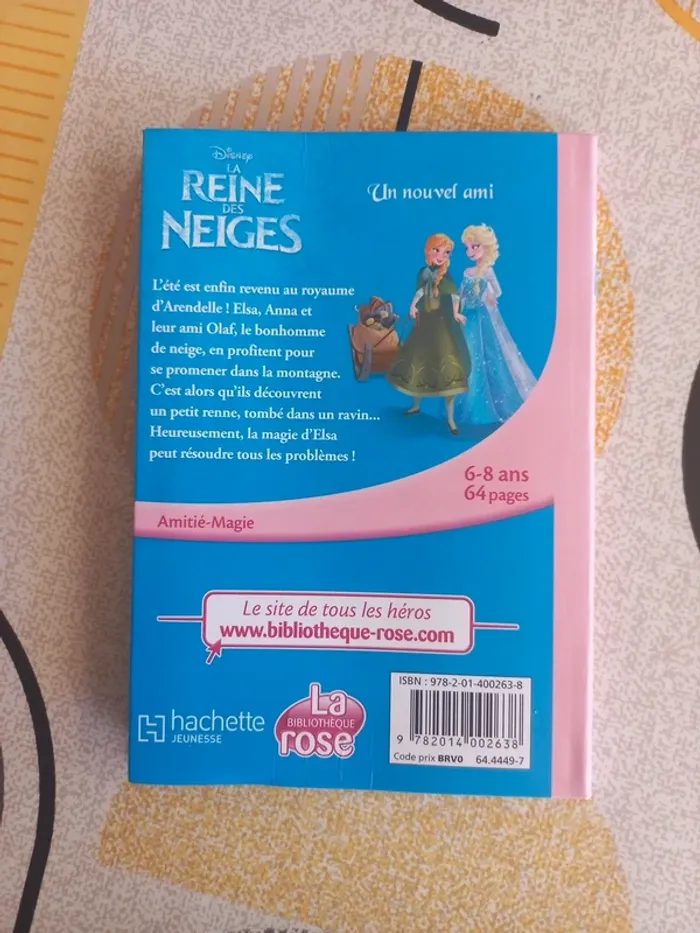 Disney
LA
REINE
DES
NEIGES
Un nouvel ami
L'été est enfin revenu au royaume
d'Arendelle ! Elsa, Anna et
leur ami Olaf, le bonhomme
de neige, en profitent pour
se promener dans la montagne.
C'est alors qu'ils découvrent
un petit renne, tombé dans un ravin...
Heureusement, la magie d'Elsa
peut résoudre tous les problèmes !
6-8 ans
64 pages
Amitié-Magie
Le site de tous les héros
www.bibliotheque-rose.com
hachette
JEUNESSE
La
BIBLIOTHÈQUE
rose
ISBN : 978-2-01-400263-8
9 782014 002638
Code prix BRV0 64.4449-7